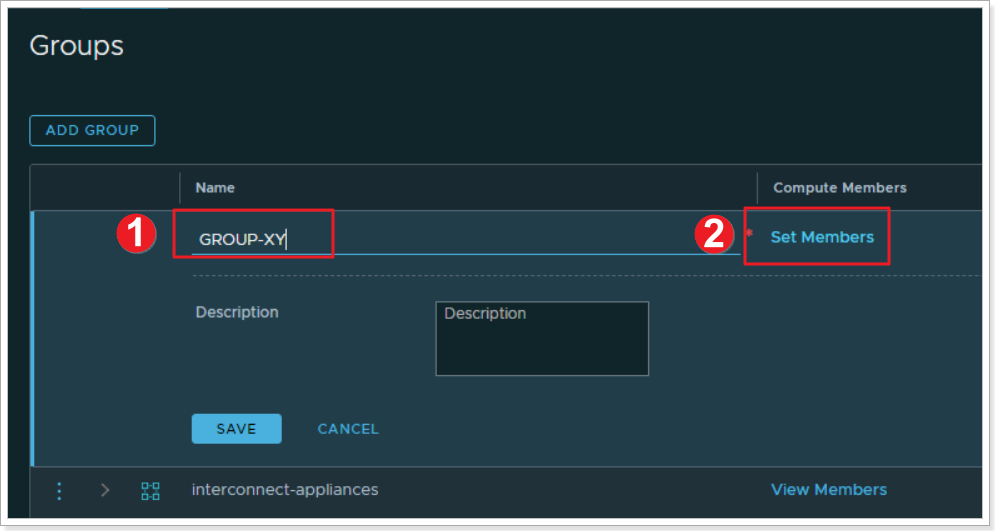 Groups
ADD GROUP
Name
Compute Members
1
GROUP-XY
2
* Set Members
Description
Description
SAVE
CANCEL
interconnect-appliances
View Members